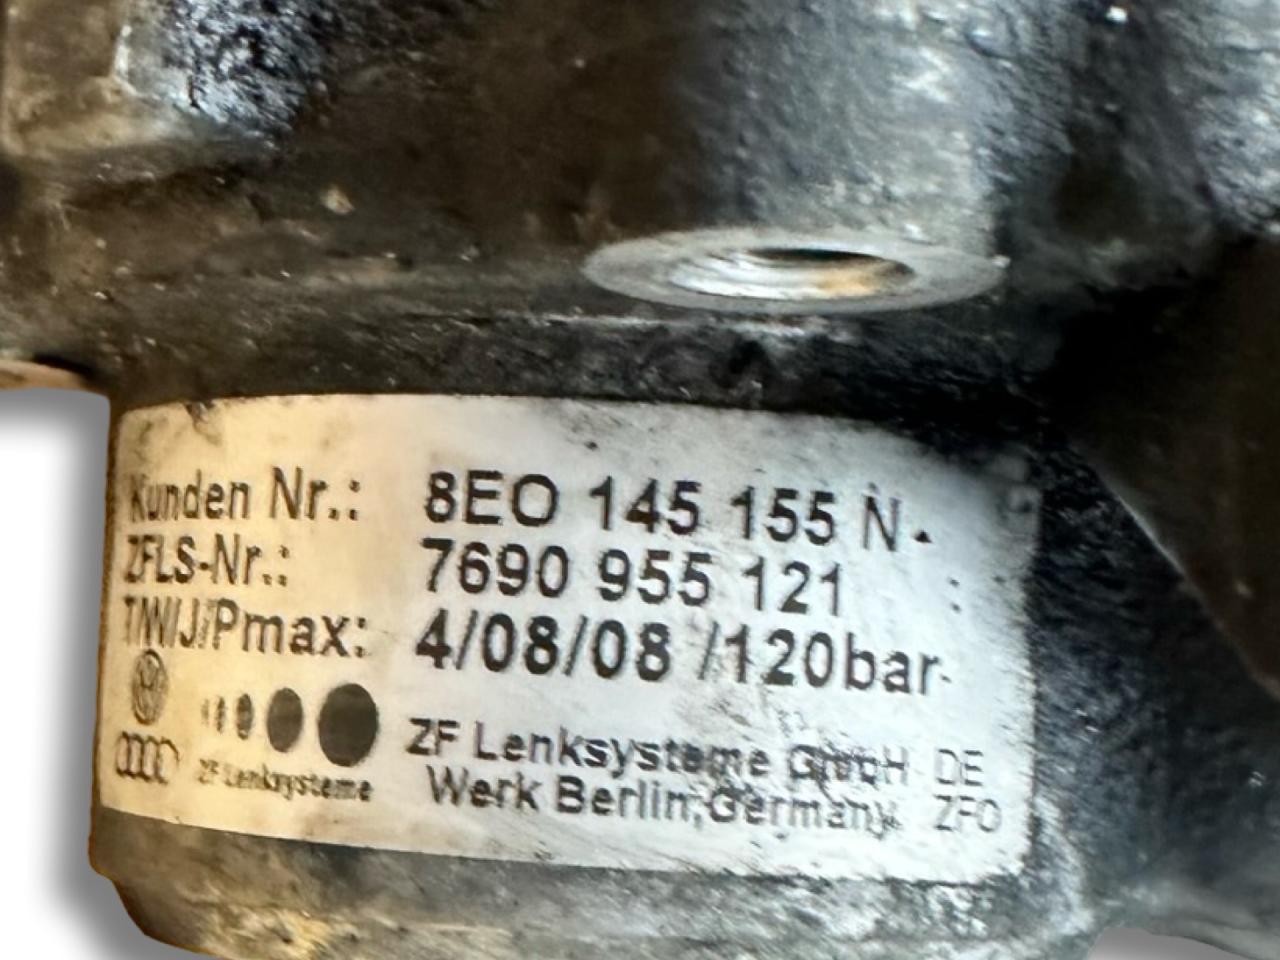 Kunden Nr.: 8EO 145 155 N
ZFLS-Nr.: 7690 955 121
T/W/J/Pmax: 4/08/08 /120bar
ZF Lenksysteme GmbH DE
ZF Lenksysteme
Werk Berlin,Germany ZFO